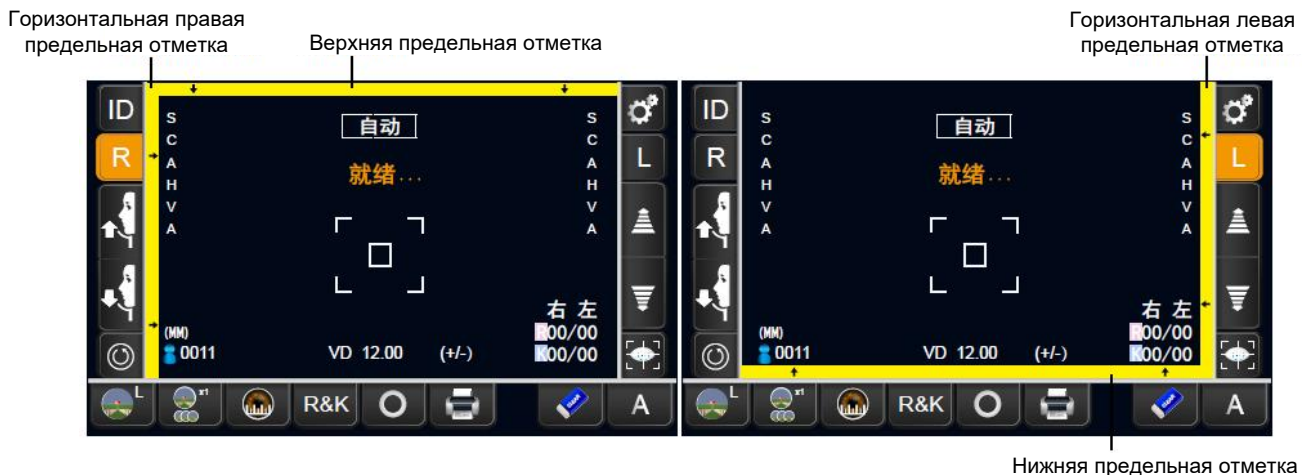 Горизонтальная правая
предельная отметка
Верхняя предельная отметка
Горизонтальная левая
предельная отметка
ID
R
S
C
A
H
V
A
自动
就绪...
S
C
A
H
V
A
L
右 左
R00/00
K00/00
(MM)
0011
VD 12.00
(+/-)
L
x1
R&K
A
ID
R
S
C
A
H
V
A
自动
就绪...
S
C
A
H
V
A
L
右 左
R00/00
K00/00
(MM)
0011
VD 12.00
(+/-)
L
x1
R&K
A
Нижняя предельная отметка